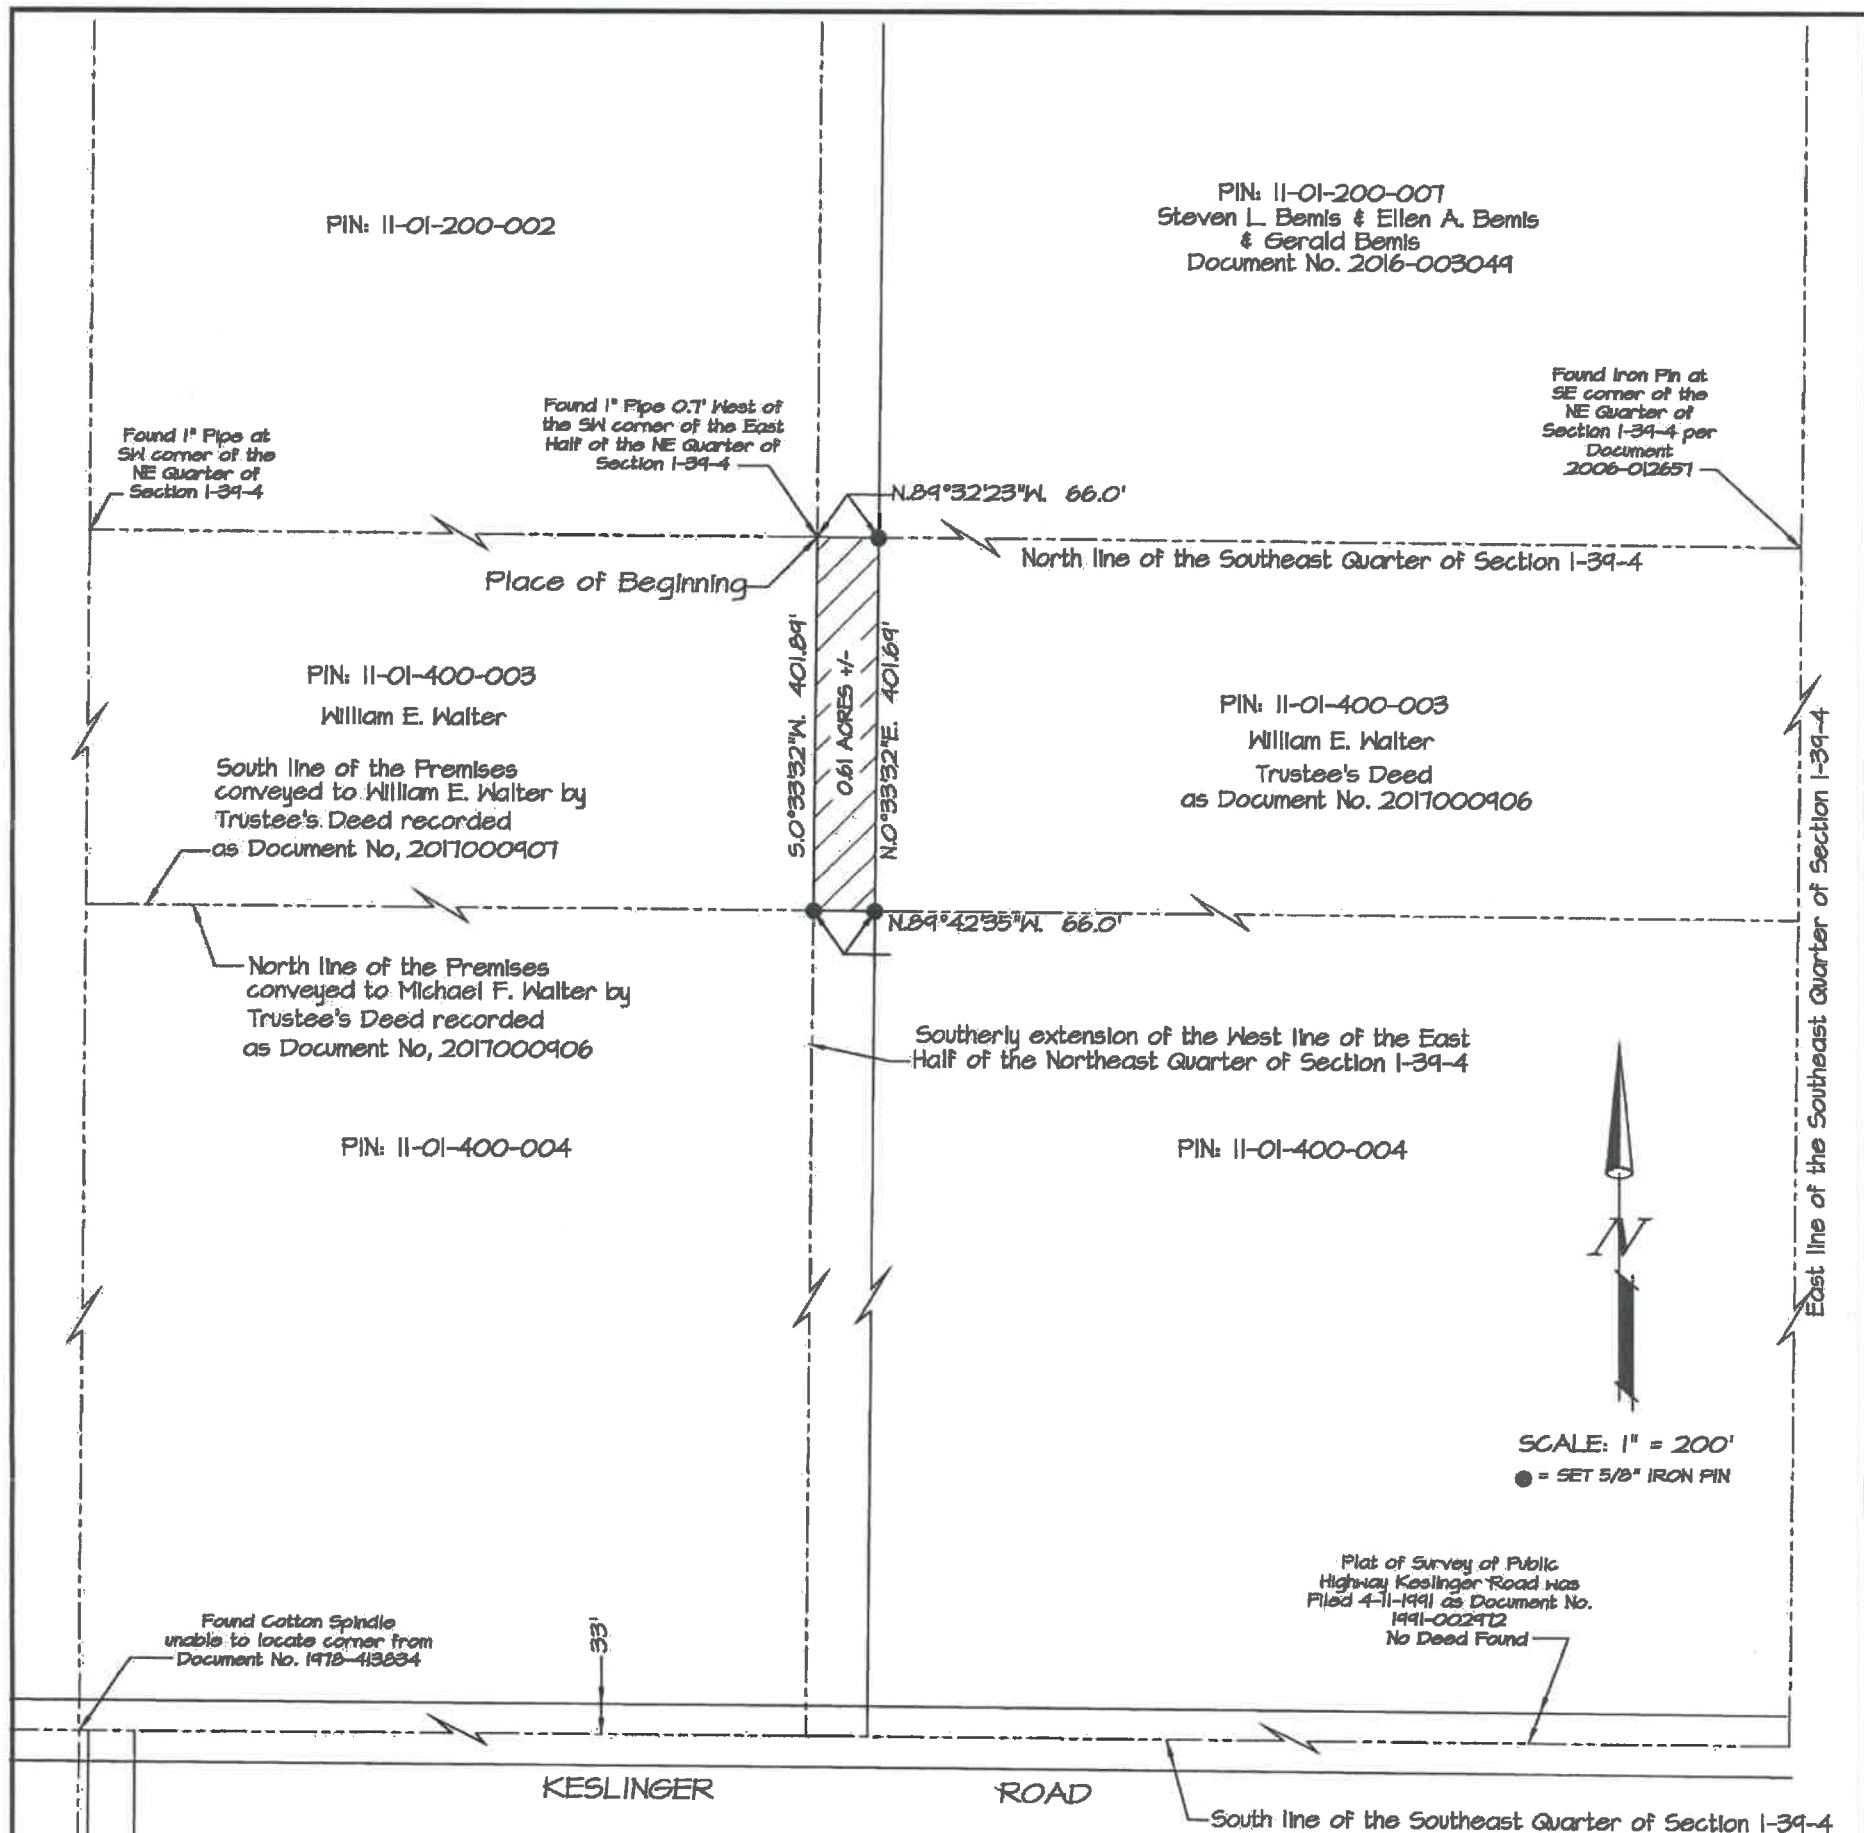 PIN: 11-01-200-002
PIN: 11-01-200-007
Steven L Bemis & Ellen A. Bemis
& Gerald Bemis
Document No. 2016-003049
Found 1" Pipe at
SW corner of the
NE Quarter of
Section 1-39-4
Found 1" Pipe 0.7' West of
the SW corner of the East
Half of the NE Quarter of
Section 1-39-4
Found Iron Pin at
SE corner of the
NE Quarter of
Section 1-39-4 per
Document
2006-012657
N.89°32'23"W. 66.0'
North line of the Southeast Quarter of Section 1-39-4
Place of Beginning
S.0°33'32"W. 401.89'
0.61 ACRES +/-
N.0°33'32"E. 401.69'
PIN: 11-01-400-003
William E. Walter
South line of the Premises
conveyed to William E. Walter by
Trustee's Deed recorded
as Document No, 2017000907
PIN: 11-01-400-003
William E. Walter
Trustee's Deed
as Document No. 2017000906
East line of the Southeast Quarter of Section 1-39-4
N.89°42'35"W. 66.0'
North line of the Premises
conveyed to Michael F. Walter by
Trustee's Deed recorded
as Document No, 2017000906
Southerly extension of the West line of the East
Half of the Northeast Quarter of Section 1-39-4
PIN: 11-01-400-004
PIN: 11-01-400-004
N
SCALE: 1" = 200'
= SET 5/8" IRON PIN
Plat of Survey of Public
Highway Keslinger Road was
Filed 4-11-1991 as Document No.
1991-002972
No Deed Found
Found Cotton Spindle
unable to locate corner from
Document No. 1978-413834
33'
KESLINGER ROAD
South line of the Southeast Quarter of Section 1-39-4